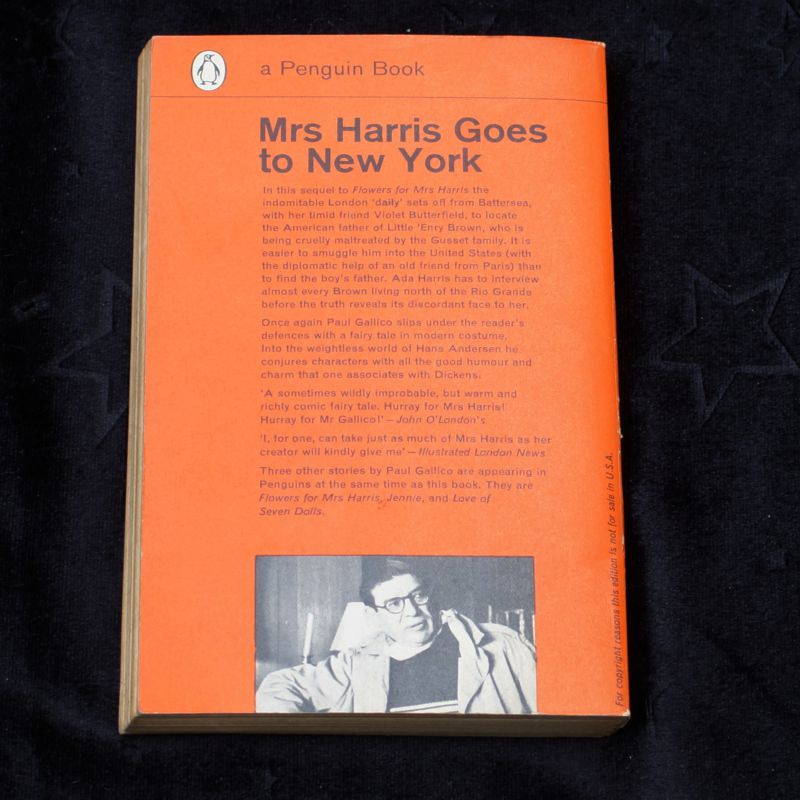 a Penguin Book
Mrs Harris Goes
to New York
In this sequel to Flowers for Mrs Harris the
indomitable London 'daily' sets off from Battersea,
with her timid friend Violet Butterfield, to locate
the American father of Little 'Enry Brown, who is
being cruelly maltreated by the Gusset family. It is
easier to smuggle him into the United States (with
the diplomatic help of an old friend from Paris) than
to find the boy's father. Ada Harris has to interview
almost every Brown living north of the Rio Grande
before the truth reveals its discordant face to her.
Once again Paul Gallico slips under the reader's
defences with a fairy tale in modern costume.
Into the weightless world of Hans Andersen he
conjures characters with all the good humour and
charm that one associates with Dickens.
'A sometimes wildly improbable, but warm and
richly comic fairy tale. Hurray for Mrs Harris!
Hurray for Mr Gallico!' – John O'London's
'I, for one, can take just as much of Mrs Harris as her
creator will kindly give me' – Illustrated London News
Three other stories by Paul Gallico are appearing in
Penguins at the same time as this book. They are
Flowers for Mrs Harris, Jennie, and Love of
Seven Dolls.
For copyright reasons this edition is not for sale in U.S.A.